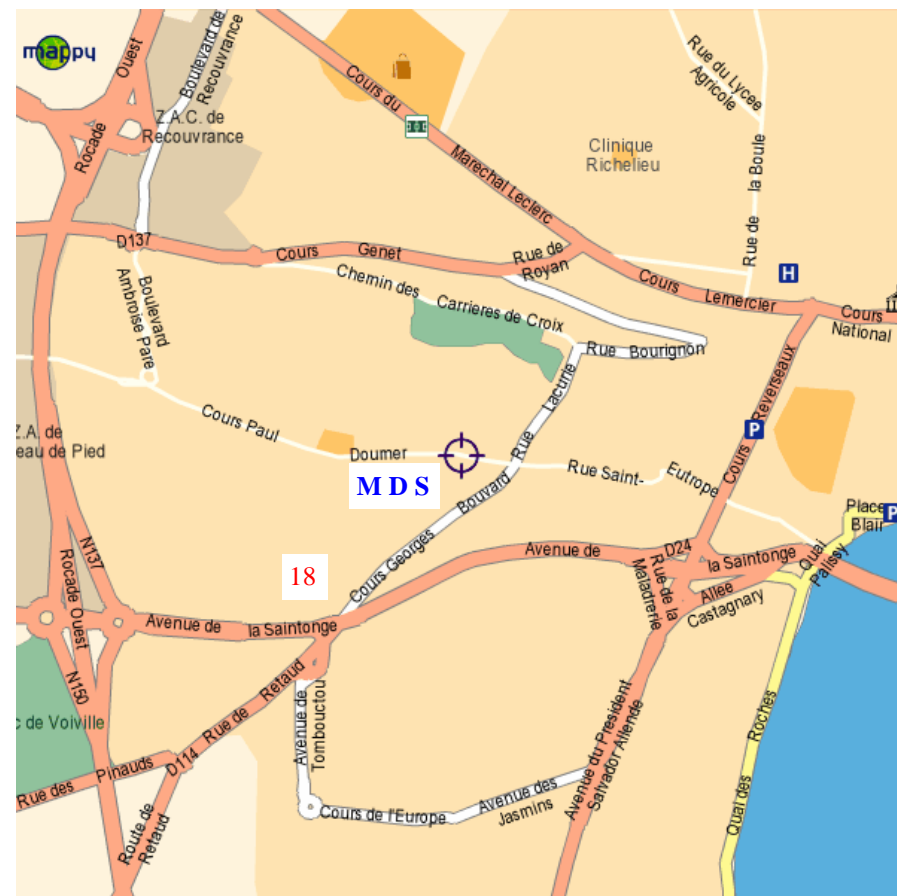 mappy
Ouest
Rocade
Boulevard de
Recouvrance
Z.A.C. de
Recouvrance
Cours du
Marechal Leclerc
Rue du Lycee
Agricole
Clinique
Richelieu
Rue de la Boule
D137
Cours Genet
Rue de
Royan
H
Cours Lemercier
Cours
National
Boulevard
Ambroise Pare
Chemin des Carrieres de Croix
Rue Bourignon
Rue Lacurie
Cours Reverseaux
P
Z.A. de
eau de Pied
Cours Paul Doumer
Rue Saint-Eutrope
M D S
Cours Georges Bouvard
Place
Blair
P
N137
Rocade Ouest
18
Avenue de la Saintonge
Avenue de la Saintonge
D24
Rue de la
Maladrerie
Allee
Castagnary
Quai
Palissy
N150
c de Voiville
Rue de Retaud
Avenue de
Tombouctou
Avenue du President
Salvador Allende
Quai des Roches
Rue des Pinauds
D114
Route de
Retaud
Cours de l'Europe
Avenue des
Jasmins